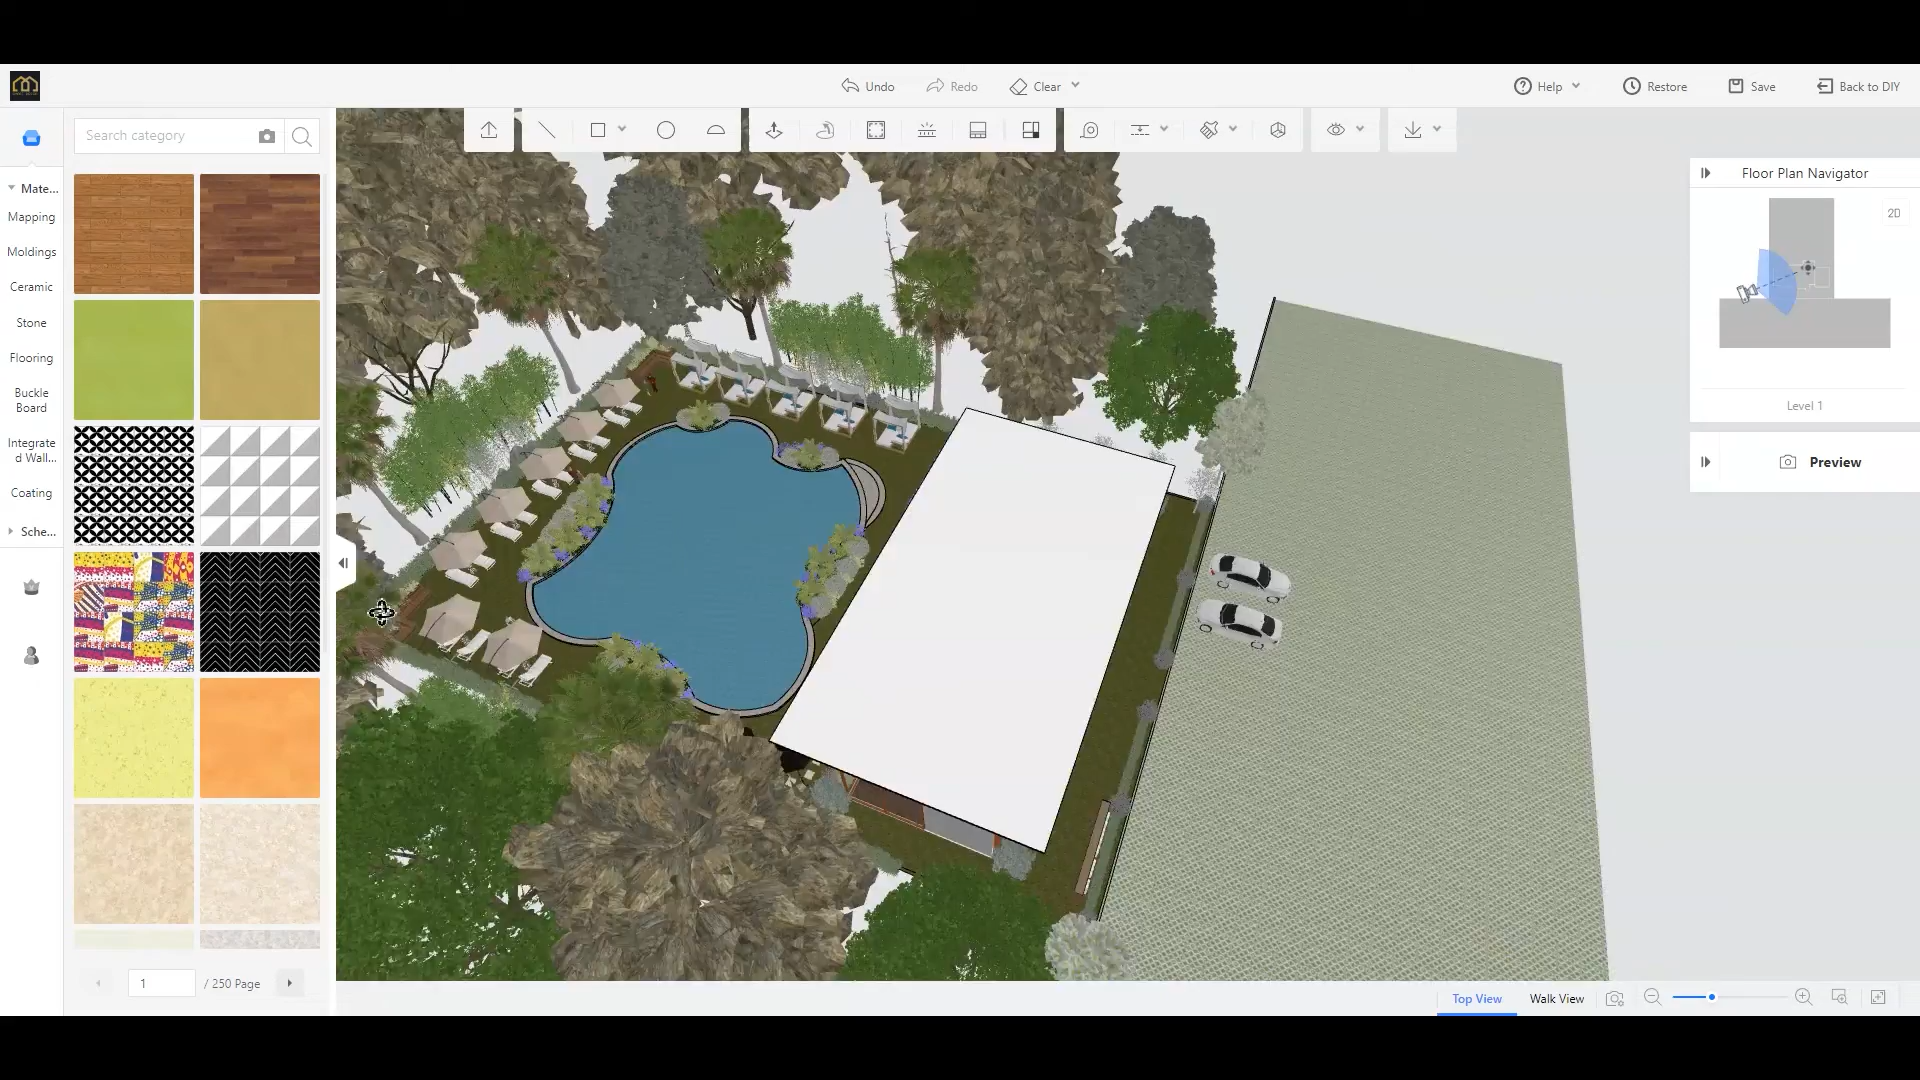 Undo
Redo
Clear
Help
Restore
Save
Back to DIY
Search category
Mate...
Mapping
Moldings
Ceramic
Stone
Flooring
Buckle
Board
Integrate
d Wall...
Coating
Sche...
Floor Plan Navigator
2D
Level 1
Preview
1
/ 250 Page
Top View
Walk View